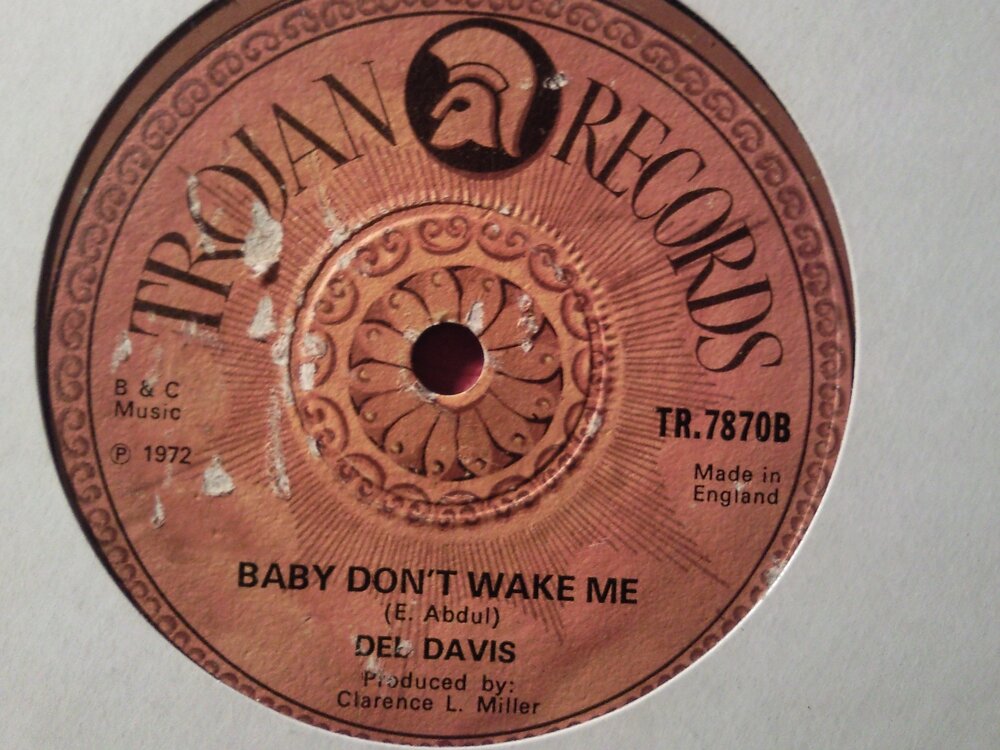 TROJAN RECORDS
B & C
Music
℗ 1972
TR.7870B
Made in
England
BABY DON'T WAKE ME
(E. Abdul)
DEL DAVIS
Produced by:
Clarence L. Miller